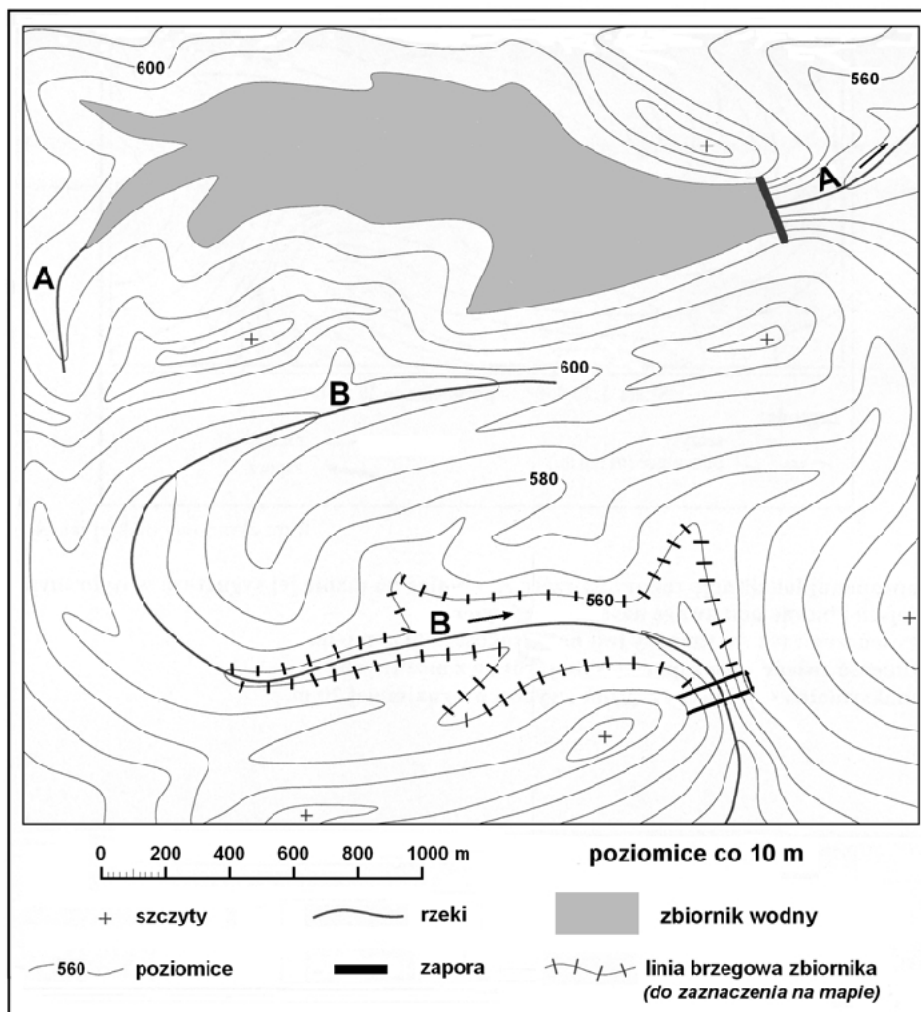 600
560
A
A
600
B
580
560
B
0 200 400 600 800 1000 m
poziomice co 10 m
szczyty
rzeki
zbiornik wodny
560 poziomice
zapora
linia brzegowa zbiornika
(do zaznaczenia na mapie)